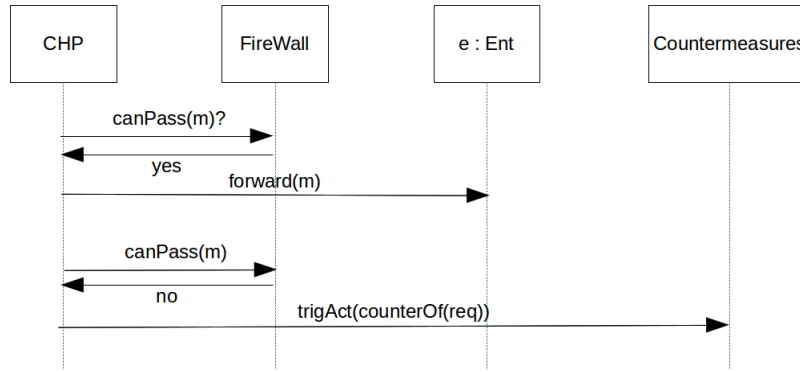 CHP
FireWall
e : Ent
Countermeasures
canPass(m)?
yes
forward(m)
canPass(m)
no
trigAct(counterOf(req))